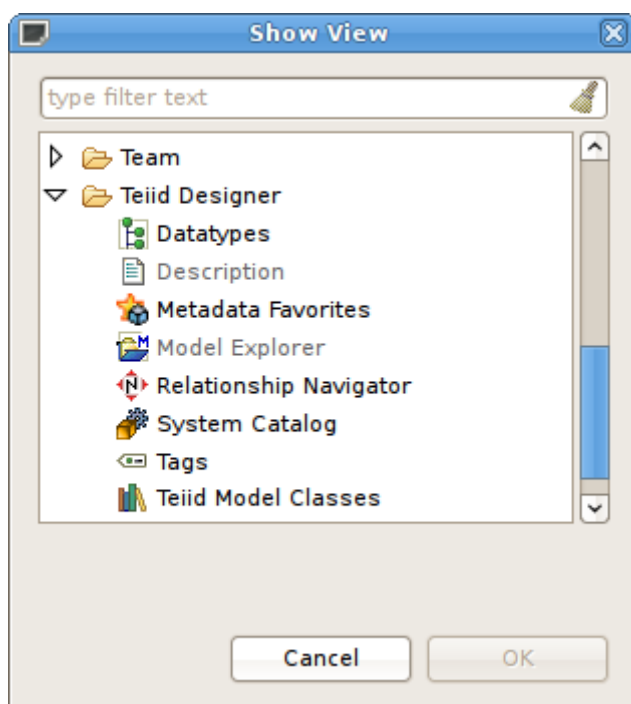 Show View
type filter text
Team
Teiid Designer
Datatypes
Description
Metadata Favorites
Model Explorer
Relationship Navigator
System Catalog
Tags
Teiid Model Classes
Cancel OK